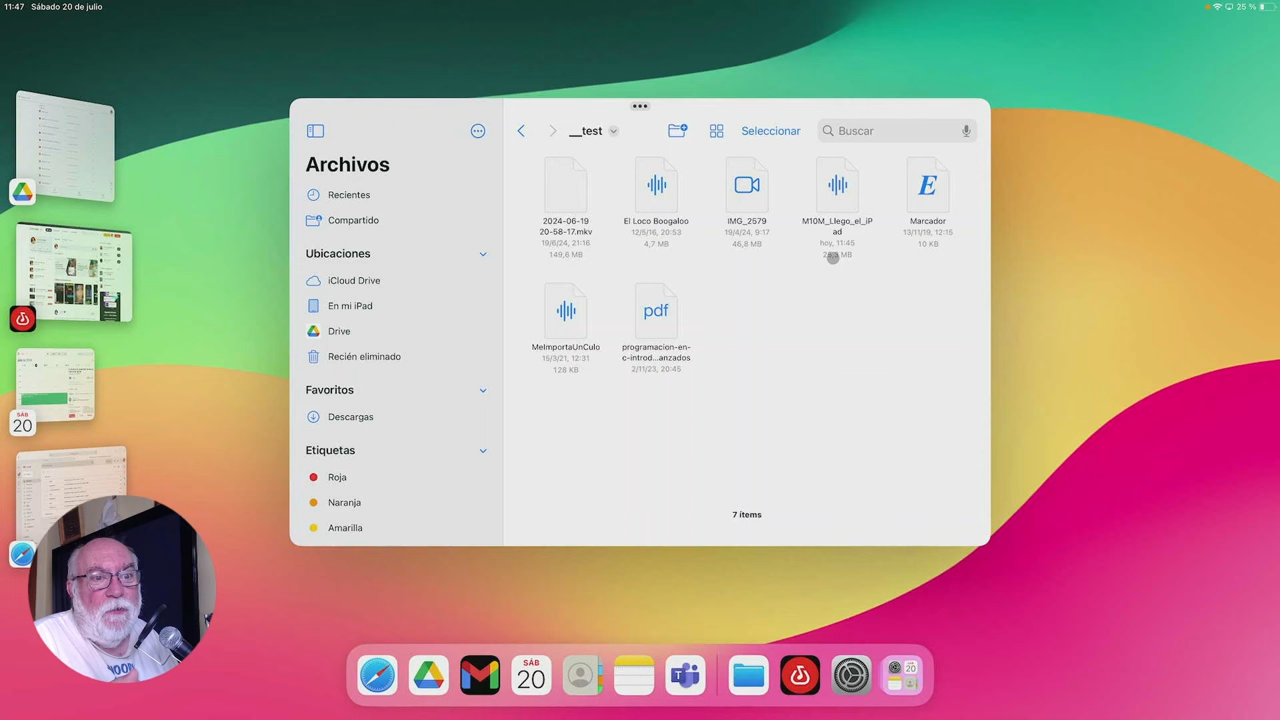 11:47 Sábado 20 de julio
25 %
__test
Seleccionar
Buscar
Archivos
Recientes
Compartido
Ubicaciones
iCloud Drive
En mi iPad
Drive
Recién eliminado
Favoritos
Descargas
Etiquetas
Roja
Naranja
Amarilla
2024-06-19
20-58-17.mkv
19/6/24, 21:16
149,6 MB
El Loco Boogaloo
12/5/16, 20:53
4,7 MB
IMG_2579
19/4/24, 9:17
46,8 MB
M10M_Llego_el_iP
ad
hoy, 11:45
MB
E
Marcador
13/11/19, 12:15
10 KB
MeImportaUnCulo
15/3/21, 12:31
128 KB
pdf
programacion-en-
c-introd...anzados
2/11/23, 20:45
7 ítems
SÁB
20
SÁB
20
20